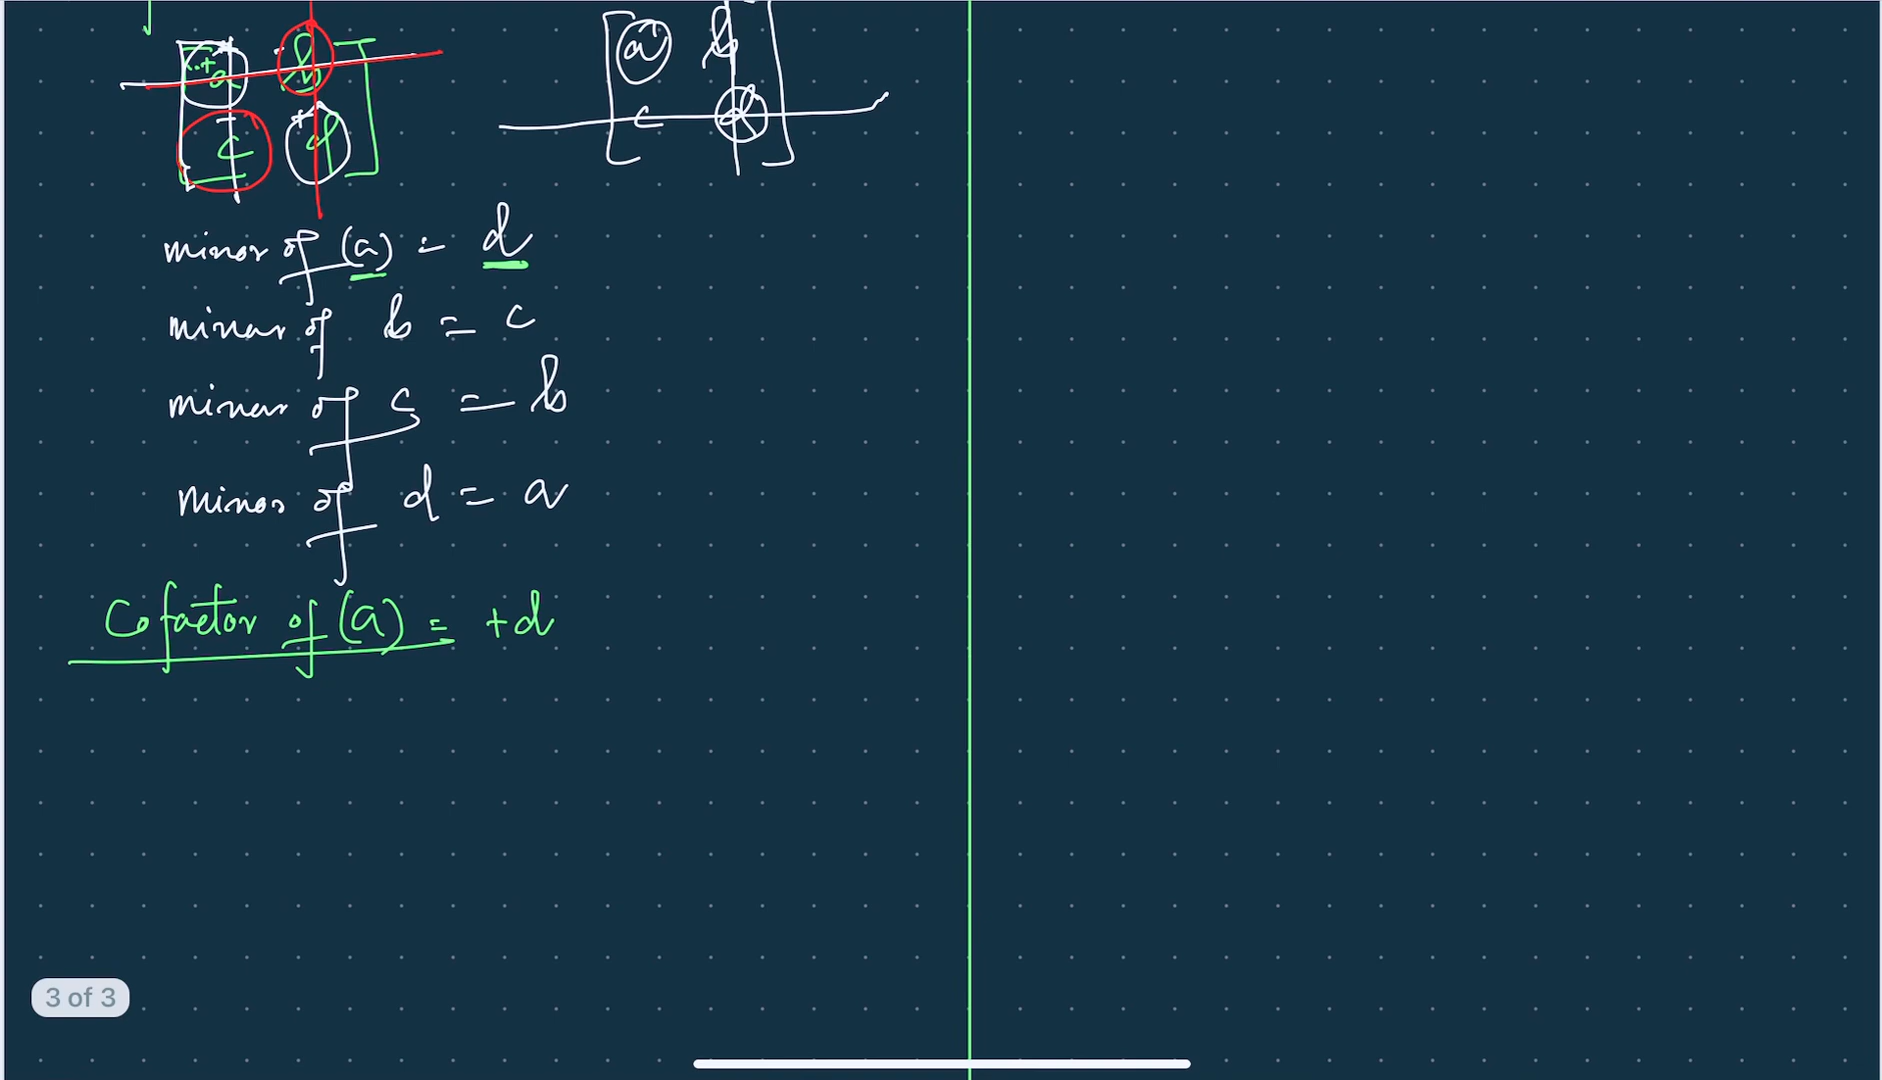 +a -b
-c +d
a b
c d
minor of (a) = d
minor of b = c
minor of c = b
minor of d = a
Cofactor of (a) = +d
3 of 3